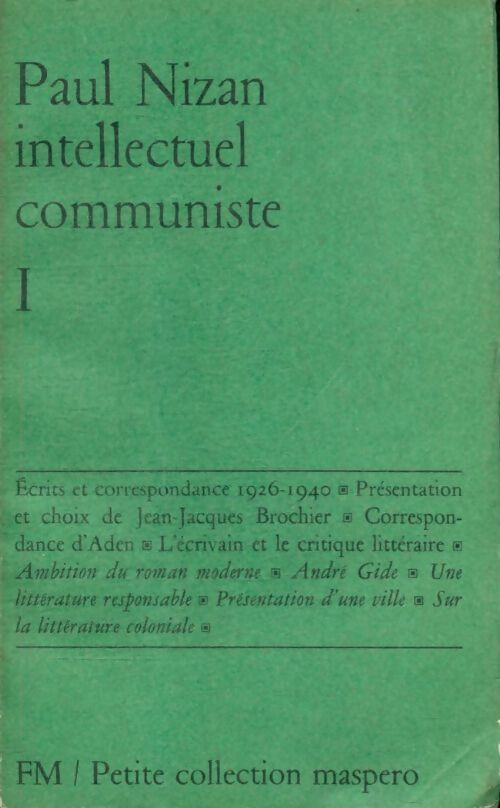 Paul Nizan
intellectuel
communiste
I
Écrits et correspondance 1926-1940 ▣ Présentation
et choix de Jean-Jacques Brochier ▣ Correspon-
dance d'Aden ▣ L'écrivain et le critique littéraire ▣
Ambition du roman moderne ▣ André Gide ▣ Une
littérature responsable ▣ Présentation d'une ville ▣ Sur
la littérature coloniale ▣
FM / Petite collection maspero